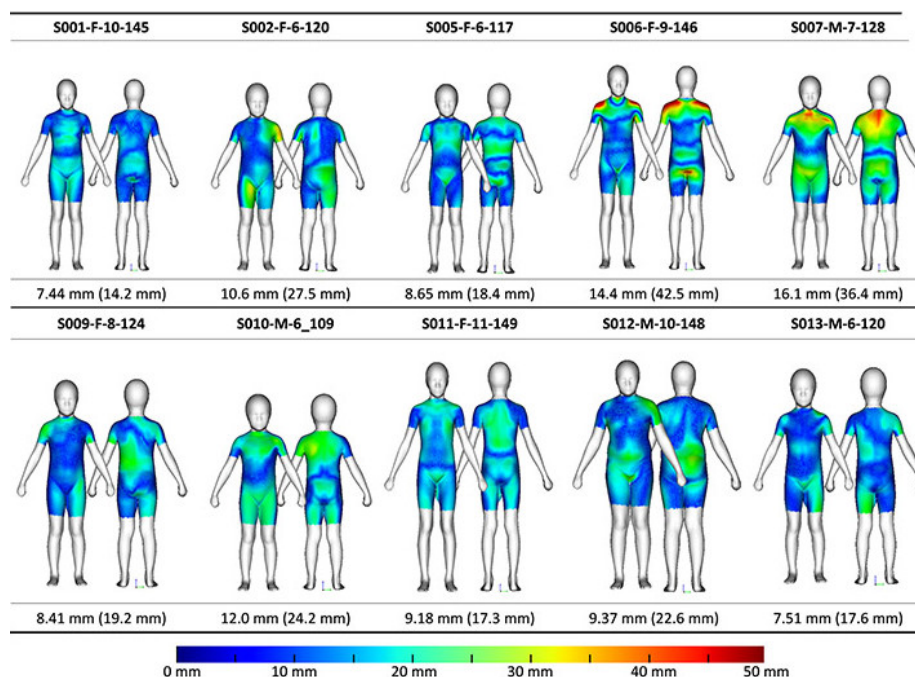 S001-F-10-145 S002-F-6-120 S005-F-6-117 S006-F-9-146 S007-M-7-128
7.44 mm (14.2 mm) 10.6 mm (27.5 mm) 8.65 mm (18.4 mm) 14.4 mm (42.5 mm) 16.1 mm (36.4 mm)
S009-F-8-124 S010-M-6_109 S011-F-11-149 S012-M-10-148 S013-M-6-120
8.41 mm (19.2 mm) 12.0 mm (24.2 mm) 9.18 mm (17.3 mm) 9.37 mm (22.6 mm) 7.51 mm (17.6 mm)
0 mm 10 mm 20 mm 30 mm 40 mm 50 mm